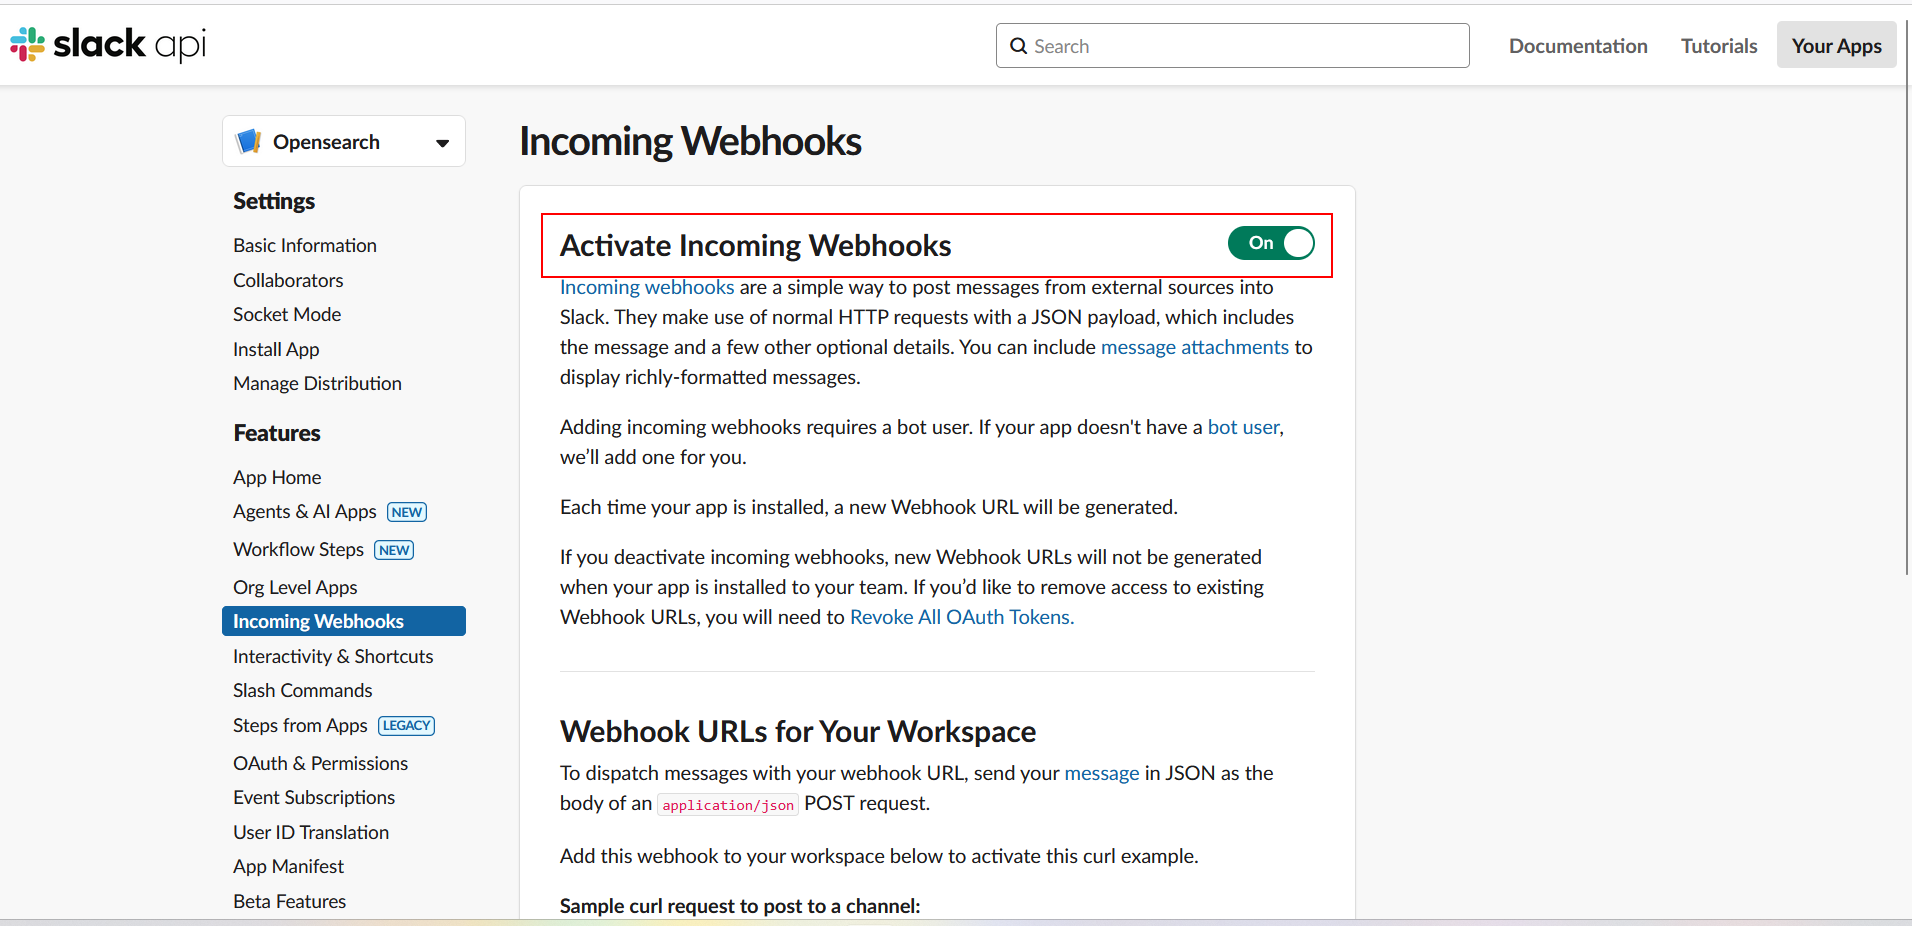 slack api
Search
Documentation
Tutorials
Your Apps
Opensearch
Settings
Basic Information
Collaborators
Socket Mode
Install App
Manage Distribution
Features
App Home
Agents & AI Apps NEW
Workflow Steps NEW
Org Level Apps
Incoming Webhooks
Interactivity & Shortcuts
Slash Commands
Steps from Apps LEGACY
OAuth & Permissions
Event Subscriptions
User ID Translation
App Manifest
Beta Features
Incoming Webhooks
Activate Incoming Webhooks
On
Incoming webhooks are a simple way to post messages from external sources into
Slack. They make use of normal HTTP requests with a JSON payload, which includes
the message and a few other optional details. You can include message attachments to
display richly-formatted messages.
Adding incoming webhooks requires a bot user. If your app doesn't have a bot user,
we’ll add one for you.
Each time your app is installed, a new Webhook URL will be generated.
If you deactivate incoming webhooks, new Webhook URLs will not be generated
when your app is installed to your team. If you’d like to remove access to existing
Webhook URLs, you will need to Revoke All OAuth Tokens.
Webhook URLs for Your Workspace
To dispatch messages with your webhook URL, send your message in JSON as the
body of an application/json POST request.
Add this webhook to your workspace below to activate this curl example.
Sample curl request to post to a channel: